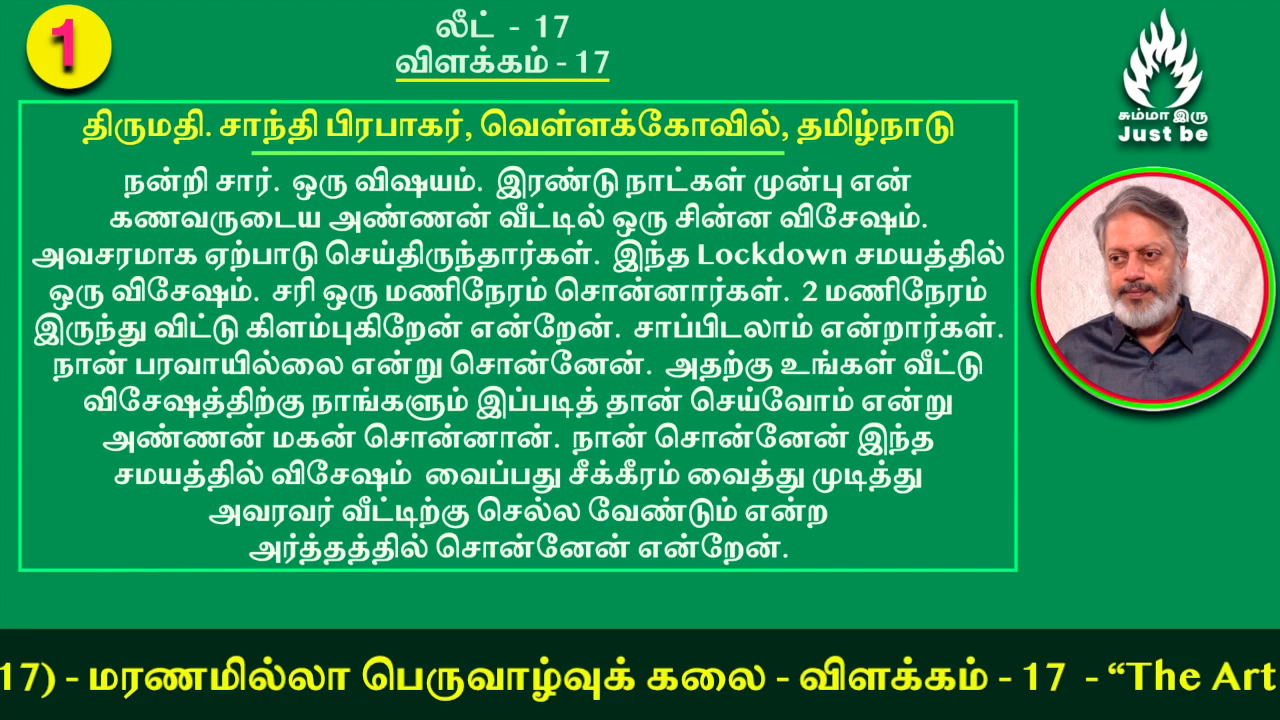 1
லீட் - 17
விளக்கம் - 17
சும்மா இரு
Just be
திருமதி. சாந்தி பிரபாகர், வெள்ளக்கோவில், தமிழ்நாடு
நன்றி சார். ஒரு விஷயம். இரண்டு நாட்கள் முன்பு என்
கணவருடைய அண்ணன் வீட்டில் ஒரு சின்ன விசேஷம்.
அவசரமாக ஏற்பாடு செய்திருந்தார்கள். இந்த Lockdown சமயத்தில்
ஒரு விசேஷம். சரி ஒரு மணிநேரம் சொன்னார்கள். 2 மணிநேரம்
இருந்து விட்டு கிளம்புகிறேன் என்றேன். சாப்பிடலாம் என்றார்கள்.
நான் பரவாயில்லை என்று சொன்னேன். அதற்கு உங்கள் வீட்டு
விசேஷத்திற்கு நாங்களும் இப்படித் தான் செய்வோம் என்று
அண்ணன் மகன் சொன்னான். நான் சொன்னேன் இந்த
சமயத்தில் விசேஷம் வைப்பது சீக்கீரம் வைத்து முடித்து
அவரவர் வீட்டிற்கு செல்ல வேண்டும் என்ற
அர்த்தத்தில் சொன்னேன் என்றேன்.
17) - மரணமில்லா பெருவாழ்வுக் கலை - விளக்கம் - 17 - “The Art